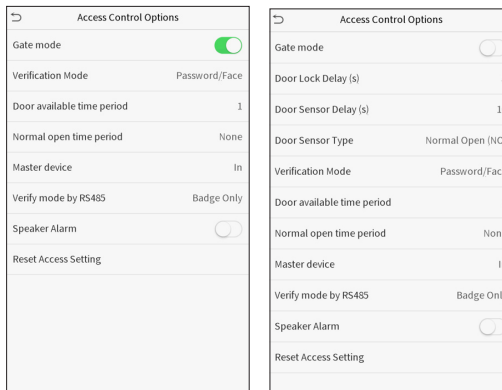 Access Control Options
Gate mode
Verification Mode Password/Face
Door available time period 1
Normal open time period None
Master device In
Verify mode by RS485 Badge Only
Speaker Alarm
Reset Access Setting
Access Control Options
Gate mode
Door Lock Delay (s)
Door Sensor Delay (s) 1
Door Sensor Type Normal Open (NO
Verification Mode Password/Fac
Door available time period
Normal open time period Non
Master device I
Verify mode by RS485 Badge Onl
Speaker Alarm
Reset Access Setting